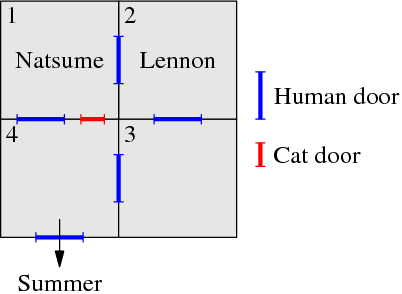 1
2
Natsume
Lennon
Human door
4
3
Cat door
Summer